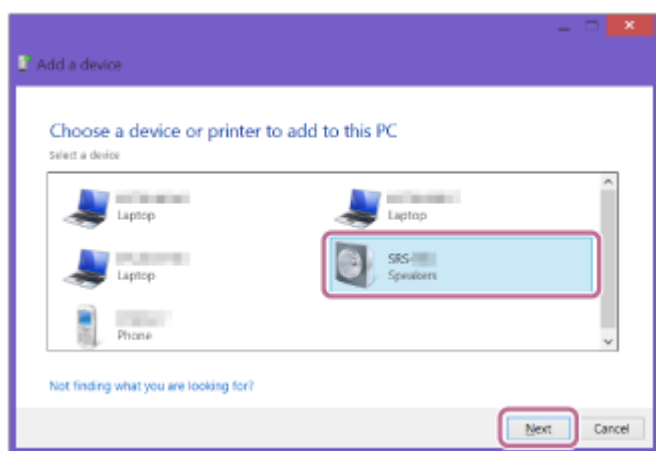 Add a device
Choose a device or printer to add to this PC
Select a device
Laptop
Laptop
Laptop
SRS-
Speakers
Phone
Not finding what you are looking for?
Next
Cancel